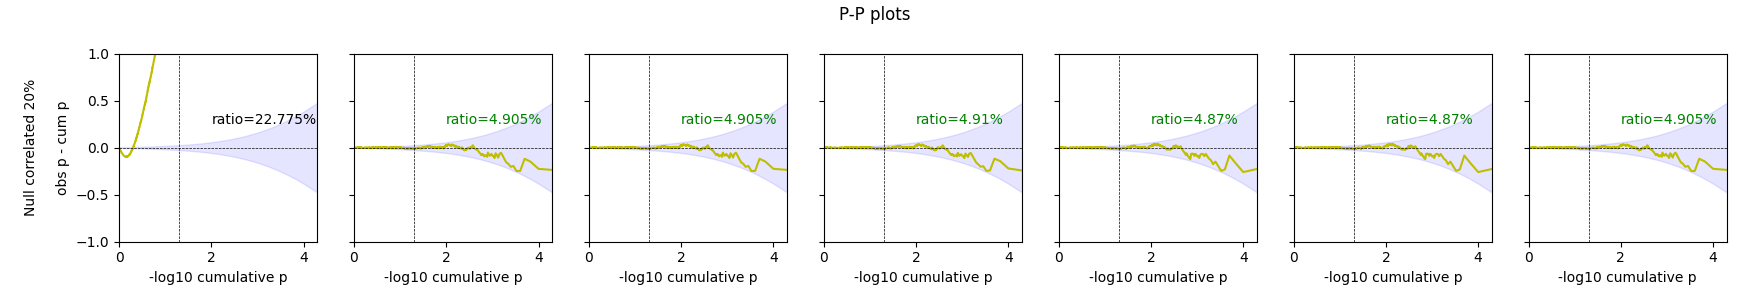 P-P plots
Null correlated 20%
obs p - cum p
1.0
0.5
0.0
−0.5
−1.0
ratio=22.775%
ratio=4.905%
ratio=4.905%
ratio=4.91%
ratio=4.87%
ratio=4.87%
ratio=4.905%
0 2 4
0 2 4
0 2 4
0 2 4
0 2 4
0 2 4
0 2 4
-log10 cumulative p
-log10 cumulative p
-log10 cumulative p
-log10 cumulative p
-log10 cumulative p
-log10 cumulative p
-log10 cumulative p